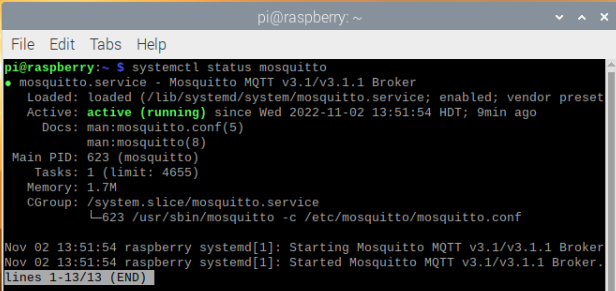 pi@raspberry: ~
File Edit Tabs Help
pi@raspberry:~ $ systemctl status mosquitto
● mosquitto.service - Mosquitto MQTT v3.1/v3.1.1 Broker
Loaded: loaded (/lib/systemd/system/mosquitto.service; enabled; vendor preset
Active: active (running) since Wed 2022-11-02 13:51:54 HDT; 9min ago
Docs: man:mosquitto.conf(5)
man:mosquitto(8)
Main PID: 623 (mosquitto)
Tasks: 1 (limit: 4655)
Memory: 1.7M
CGroup: /system.slice/mosquitto.service
└─623 /usr/sbin/mosquitto -c /etc/mosquitto/mosquitto.conf
Nov 02 13:51:54 raspberry systemd[1]: Starting Mosquitto MQTT v3.1/v3.1.1 Broker
Nov 02 13:51:54 raspberry systemd[1]: Started Mosquitto MQTT v3.1/v3.1.1 Broker.
lines 1-13/13 (END)